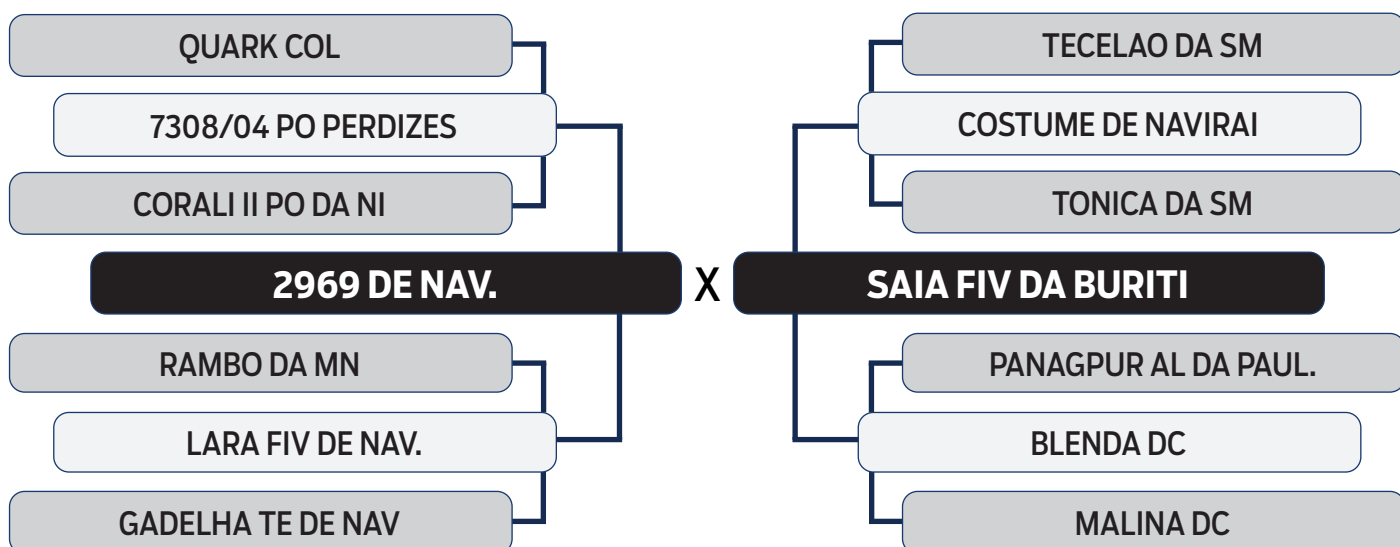 QUARK COL
TECELAO DA SM
7308/04 PO PERDIZES
COSTUME DE NAVIRAI
CORALI II PO DA NI
TONICA DA SM
2969 DE NAV. X SAIA FIV DA BURITI
RAMBO DA MN
PANAGPUR AL DA PAUL.
LARA FIV DE NAV.
BLENDA DC
GADELHA TE DE NAV
MALINA DC